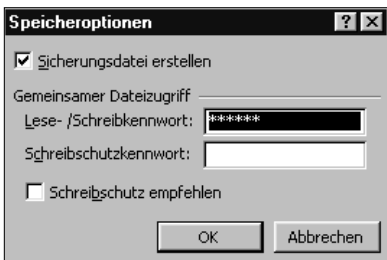 Speicheroptionen
Sicherungsdatei erstellen
Gemeinsamer Dateizugriff
Lese- /Schreibkennwort: ******
Schreibschutzkennwort:
Schreibschutz empfehlen
OK Abbrechen